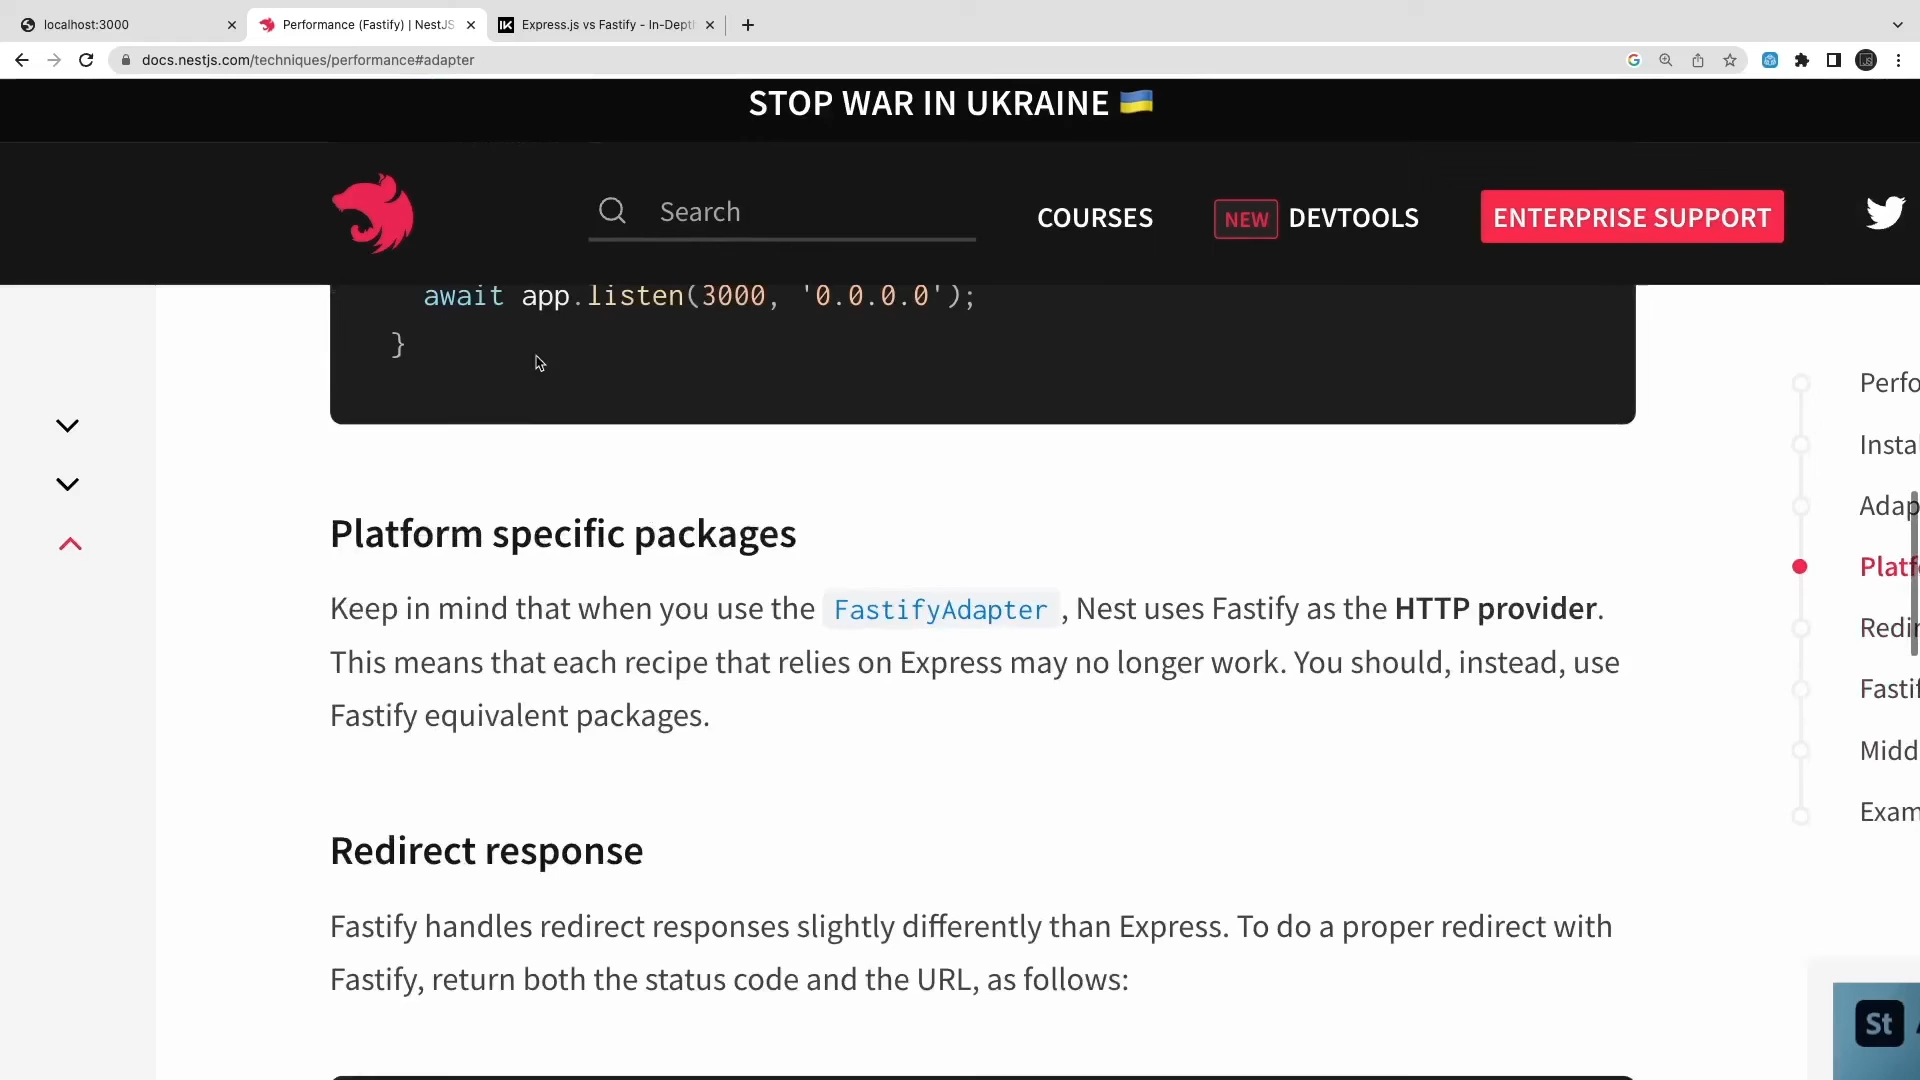 localhost:3000
Performance (Fastify) | NestJS
Express.js vs Fastify - In-Dept
docs.nestjs.com/techniques/performance#adapter
STOP WAR IN UKRAINE 🇺🇦
Search
COURSES
NEW DEVTOOLS
ENTERPRISE SUPPORT
await app.listen(3000, '0.0.0.0');
}
Platform specific packages
Keep in mind that when you use the FastifyAdapter , Nest uses Fastify as the HTTP provider.
This means that each recipe that relies on Express may no longer work. You should, instead, use
Fastify equivalent packages.
Redirect response
Fastify handles redirect responses slightly differently than Express. To do a proper redirect with
Fastify, return both the status code and the URL, as follows:
Perfo
Insta
Adap
Platf
Redir
Fastif
Midd
Exam
St